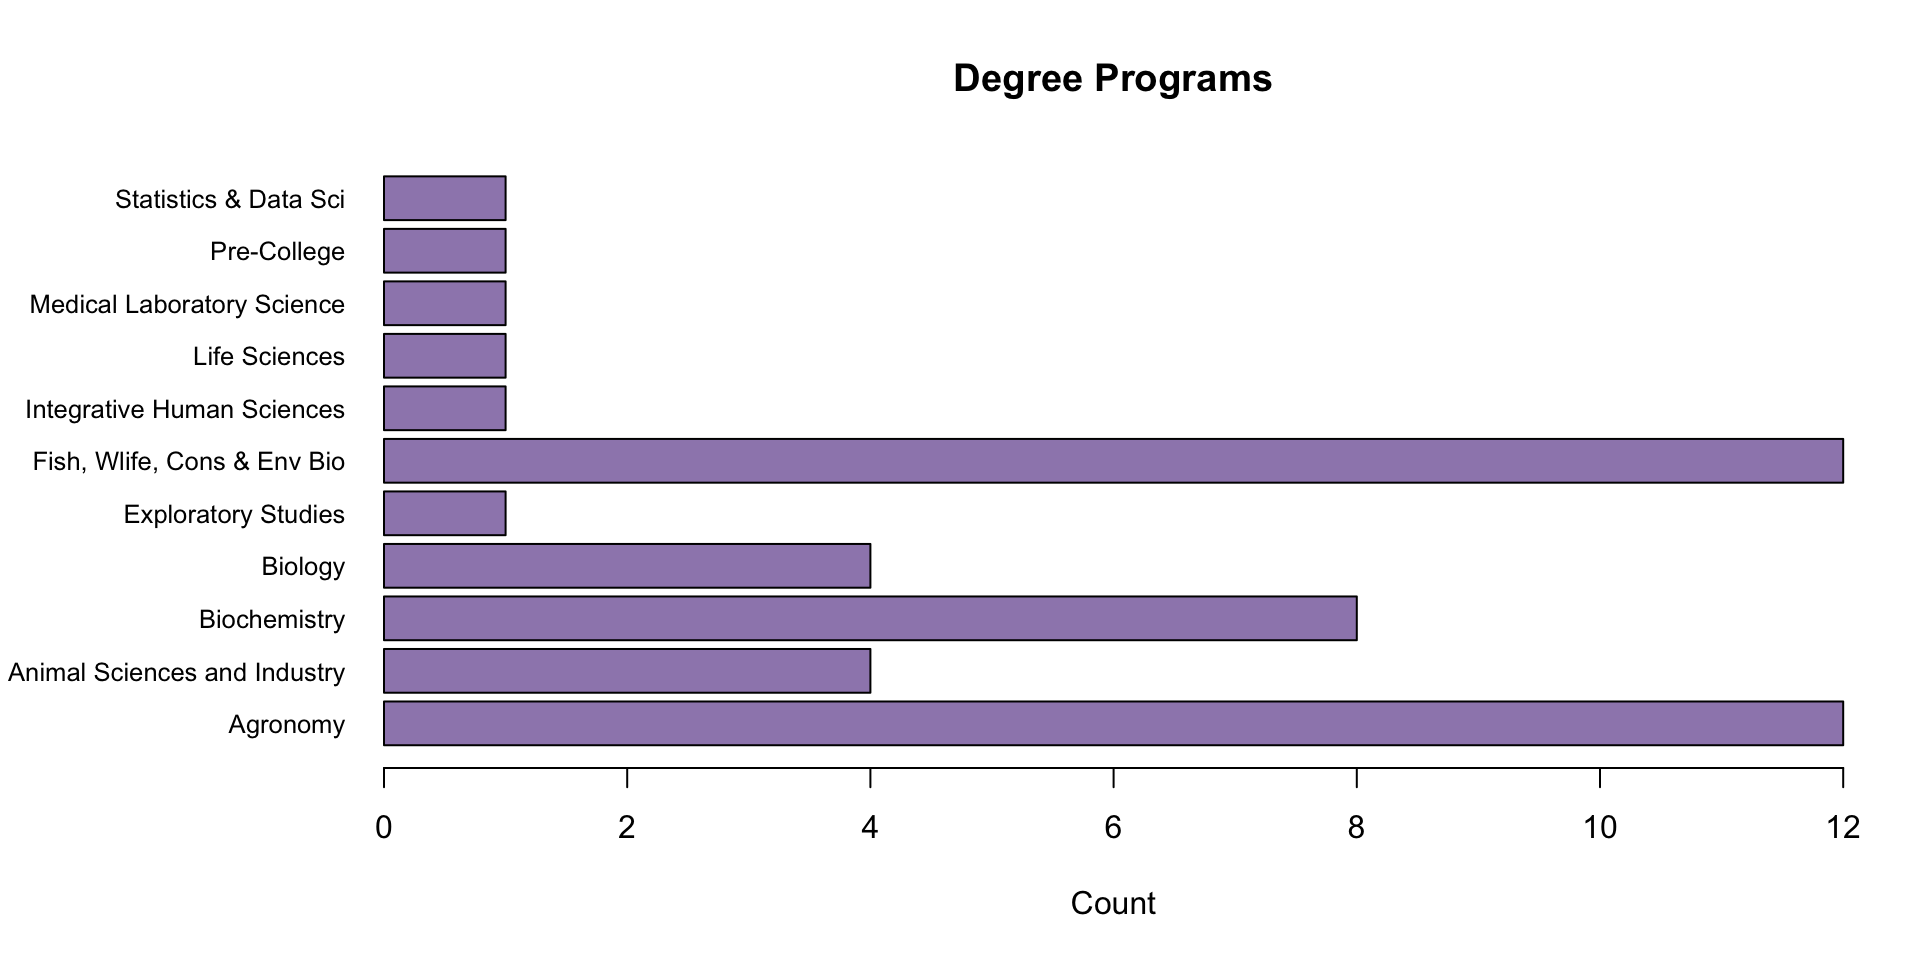 Degree Programs
Statistics & Data Sci
Pre-College
Medical Laboratory Science
Life Sciences
Integrative Human Sciences
Fish, Wlife, Cons & Env Bio
Exploratory Studies
Biology
Biochemistry
Animal Sciences and Industry
Agronomy
0 2 4 6 8 10 12
Count